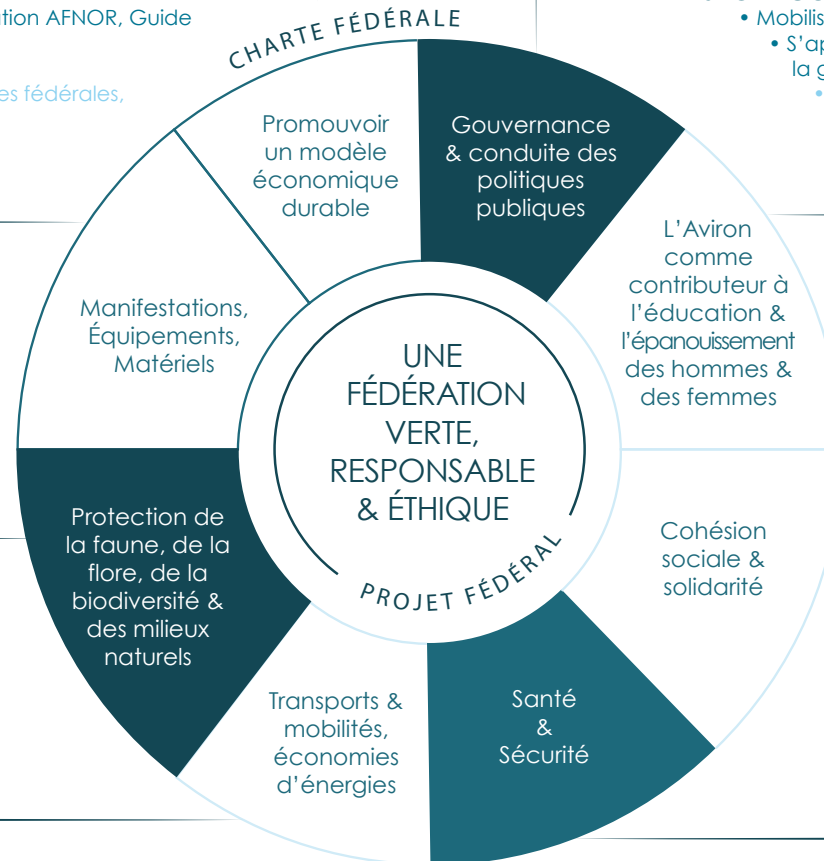 AFNOR, Guide
es fédérales,
• Mobilis
• S'ap
la g
•
CHARTE FÉDÉRALE
Promouvoir
un modèle
économique
durable
Gouvernance
& conduite des
politiques
publiques
L'Aviron
comme
contributeur à
l'éducation &
l'épanouissement
des hommes &
des femmes
Cohésion
sociale &
solidarité
Santé
&
Sécurité
Transports &
mobilités,
économies
d'énergies
Protection de
la faune, de la
flore, de la
biodiversité &
des milieux
naturels
Manifestations,
Équipements,
Matériels
UNE
FÉDÉRATION
VERTE,
RESPONSABLE
& ÉTHIQUE
PROJET FÉDÉRAL